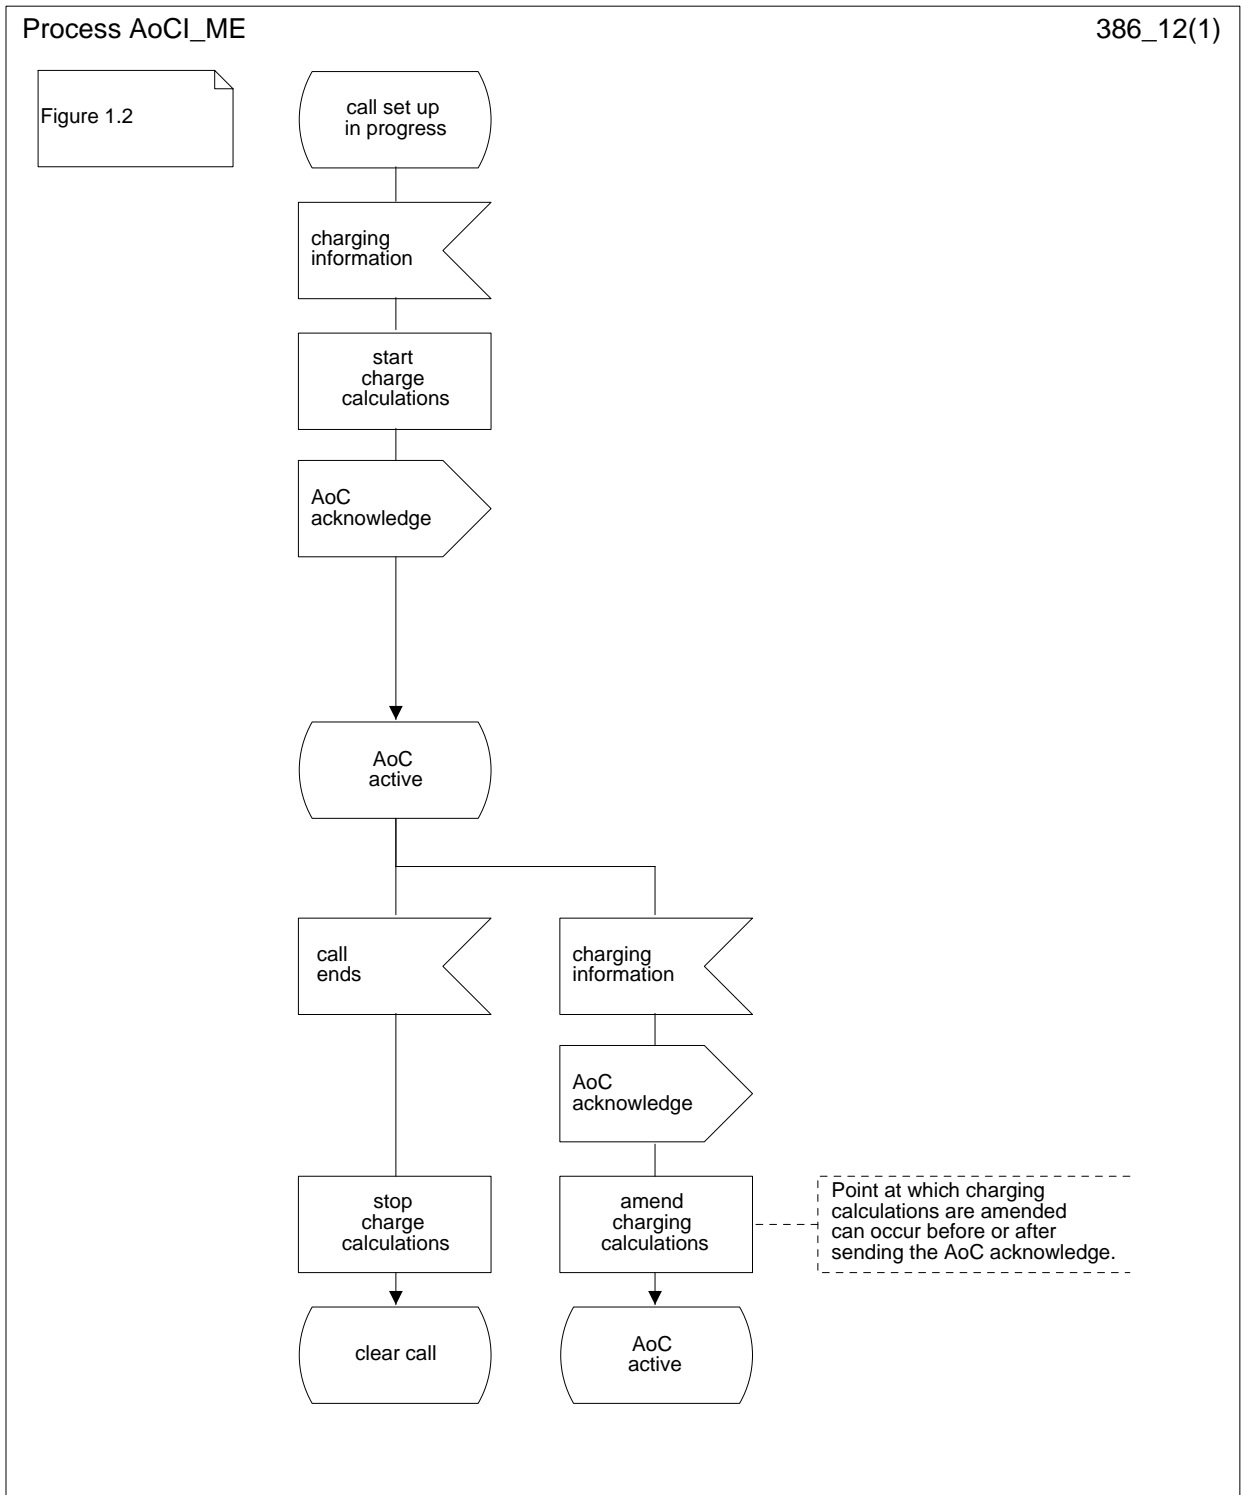 Process AoCI_ME
386_12(1)
Figure 1.2
call set up
in progress
charging
information
start
charge
calculations
AoC
acknowledge
AoC
active
call
ends
charging
information
AoC
acknowledge
stop
charge
calculations
amend
charging
calculations
Point at which charging
calculations are amended
can occur before or after
sending the AoC acknowledge.
clear call
AoC
active